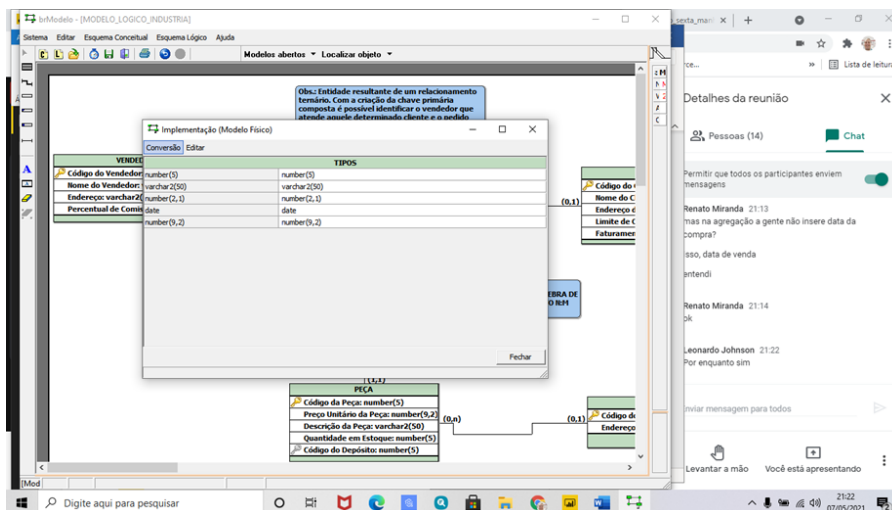 brModelo - [MODELO_LOGICO_INDUSTRIA]
Sistema Editar Esquema Conceitual Esquema Lógico Ajuda
Modelos abertos Localizar objeto
Obs.: Entidade resultante de um relacionamento
ternário. Com a criação da chave primária
composta é possível identificar o vendedor que
atende aquele determinado cliente e o pedido
Implementação (Modelo Físico)
Conversão Editar
TIPOS
number(5) number(5)
varchar2(50) varchar2(50)
number(2,1) number(2,1)
date date
number(9,2) number(9,2)
Fechar
Código do Vendedor:
Nome do Vendedor:
Endereço: varchar2(
Percentual de Comis
(0,1)
Código do
Nome do C
Endereço d
Limite de C
Faturamen
EBRA DE
O N:M
(1,1)
PEÇA
Código da Peça: number(5)
Preço Unitário da Peça: number(9,2)
Descrição da Peça: varchar2(50)
Quantidade em Estoque: number(5)
Código do Depósito: number(5)
(0,n)
(0,1)
Código do
Endereço
[Mod
Lista de leitura
Detalhes da reunião
Pessoas (14)
Chat
Permitir que todos os participantes enviem
mensagens
Renato Miranda 21:13
mas na agregação a gente não insere data da
compra?
isso, data de venda
entendi
Renato Miranda 21:14
ok
Leonardo Johnson 21:22
Por enquanto sim
enviar mensagem para todos
Levantar a mão
Você está apresentando
Digite aqui para pesquisar
21:22
07/05/2021